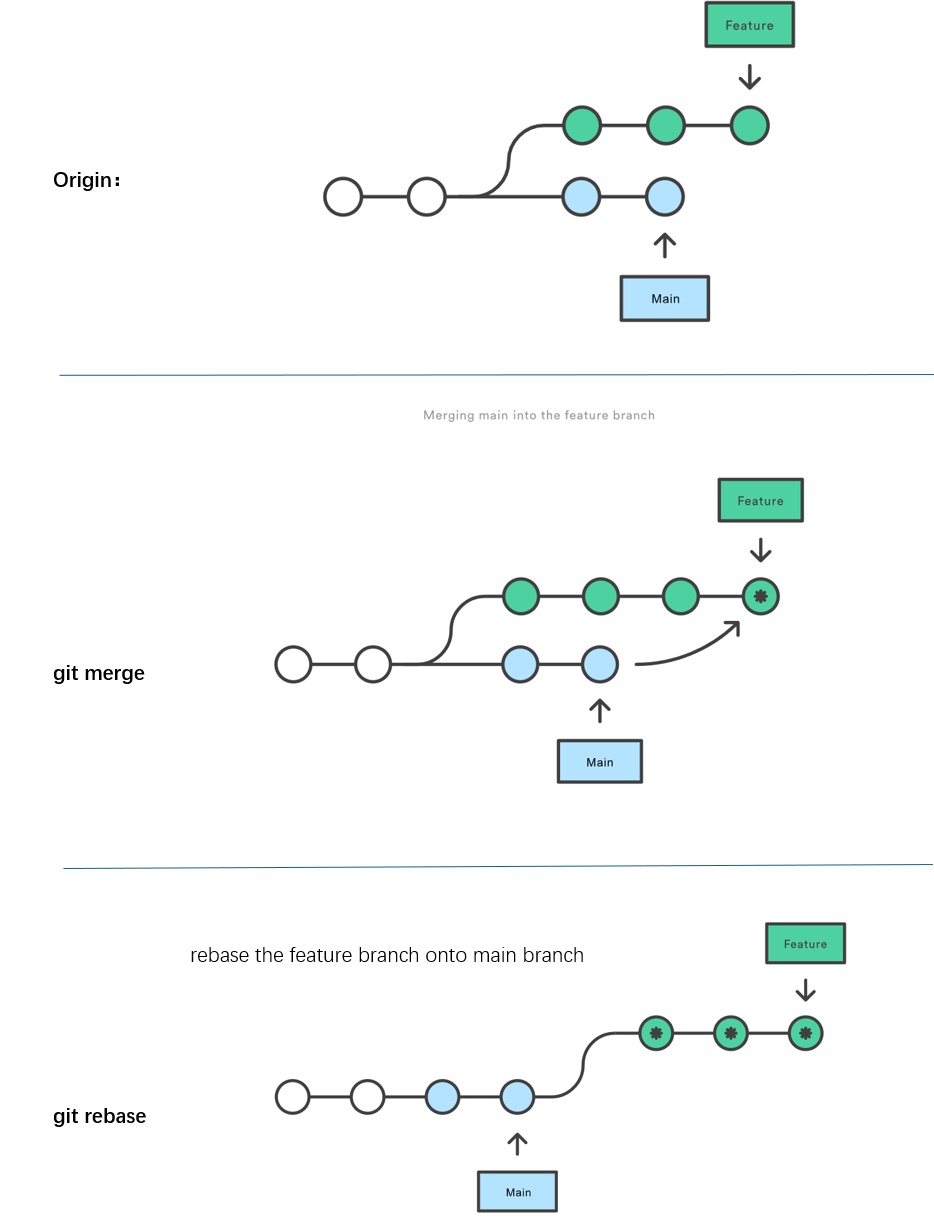 Feature
Origin：
Main
Merging main into the feature branch
Feature
git merge
Main
Feature
rebase the feature branch onto main branch
git rebase
Main